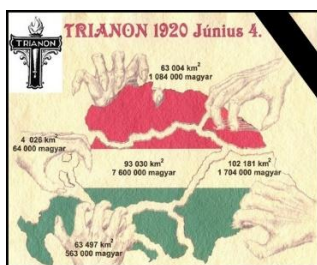 TRIANON 1920 Június 4.
TRIANON
63 004 km²
1 084 000 magyar
4 026 km²
64 000 magyar
93 030 km²
7 600 000 magyar
102 181 km²
1 704 000 magyar
63 497 km²
563 000 magyar